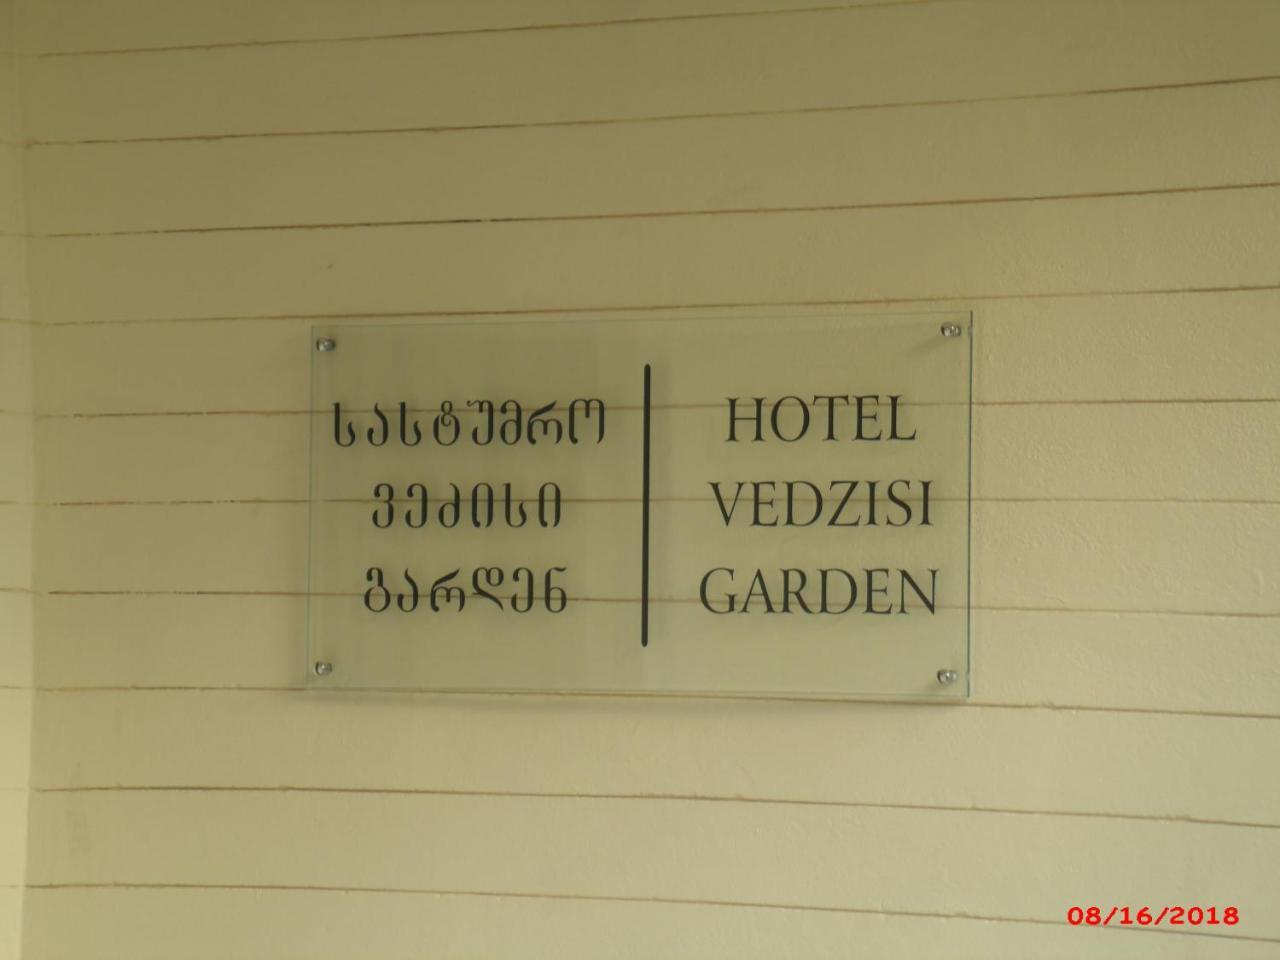 სასტუმრო
ვეძისი
გარდენ
HOTEL
VEDZISI
GARDEN
08/16/2018